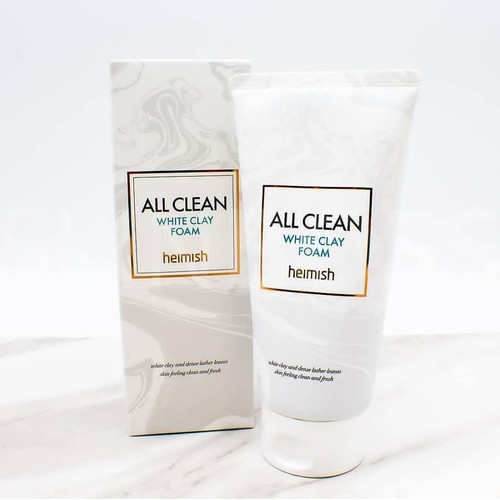 ALL CLEAN
WHITE CLAY
FOAM
heimish
white clay and dense lather leaves
skin feeling clean and fresh
ALL CLEAN
WHITE CLAY
FOAM
heimish
white clay and dense lather leaves
skin feeling clean and fresh